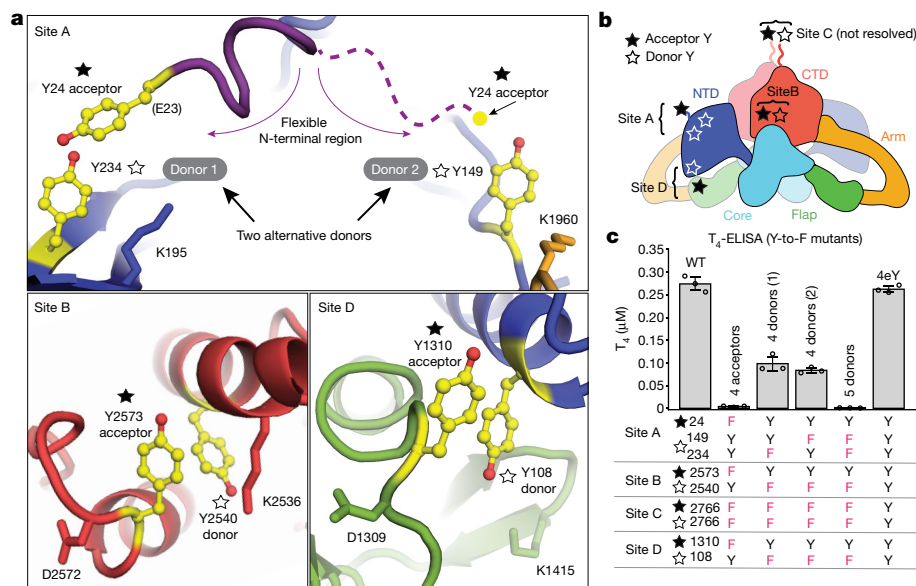 a
Site A
Y24 acceptor
(E23)
Y24 acceptor
Flexible
N-terminal region
Y234
Donor 1
Donor 2
Y149
Two alternative donors
K195
K1960
Site B
Y2573
acceptor
Y2540
donor
K2536
D2572
Site D
Y1310
acceptor
Y108
donor
D1309
K1415
b
Acceptor Y
Donor Y
Site C (not resolved)
CTD
NTD
SiteB
Site A
Arm
Site D
Core
Flap
c
T4-ELISA (Y-to-F mutants)
T4 (μM)
0.35
0.30
0.25
0.20
0.15
0.10
0.05
0
WT
4 acceptors
4 donors (1)
4 donors (2)
5 donors
4eY
Site A
24 F Y Y Y Y
149 Y Y F F Y
234 Y F Y F Y
Site B
2573 F Y Y Y Y
2540 Y F F F Y
Site C
2766 F F F F Y
2766 F F F F Y
Site D
1310 F Y Y Y Y
108 Y F F F Y